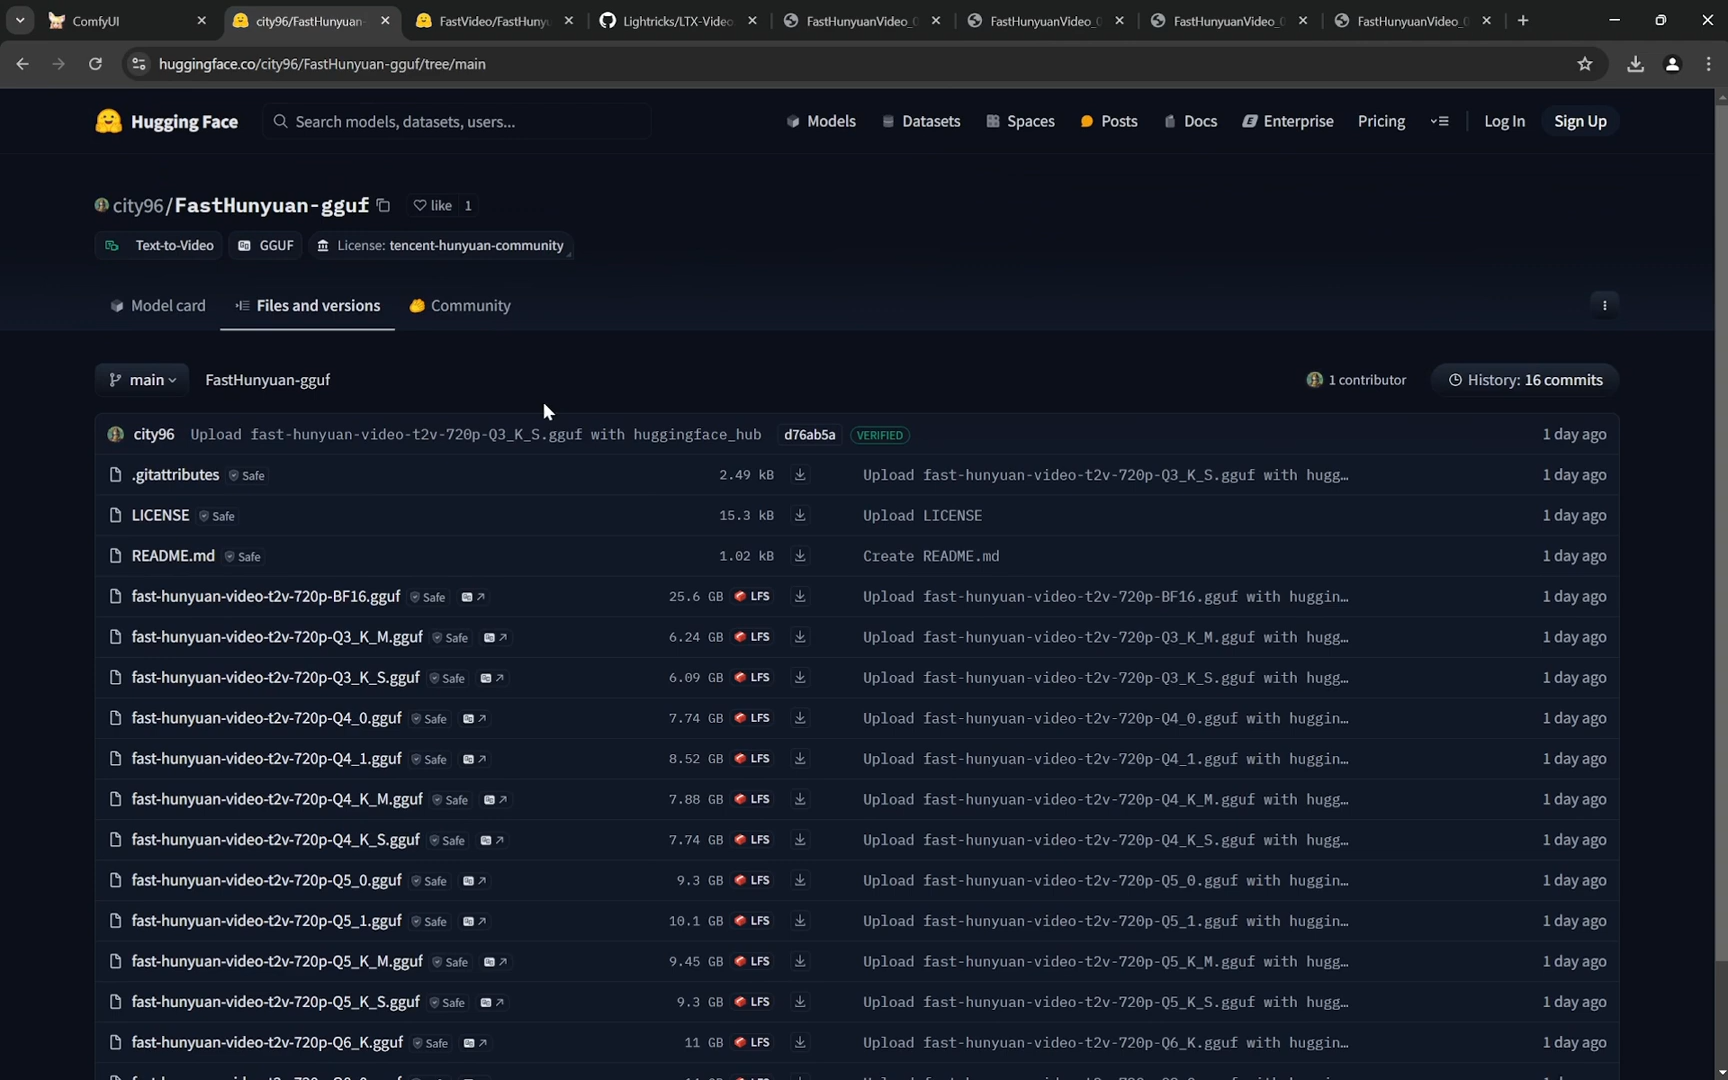 ComfyUI
city96/FastHunyuan-
FastVideo/FastHuny
Lightricks/LTX-Video
FastHunyuanVideo_
FastHunyuanVideo_
FastHunyuanVideo_
FastHunyuanVideo_
huggingface.co/city96/FastHunyuan-gguf/tree/main
Hugging Face
Search models, datasets, users...
Models
Datasets
Spaces
Posts
Docs
Enterprise
Pricing
Log In
Sign Up
city96/FastHunyuan-gguf
like 1
Text-to-Video
GGUF
License: tencent-hunyuan-community
Model card
Files and versions
Community
main
FastHunyuan-gguf
1 contributor
History: 16 commits
city96 Upload fast-hunyuan-video-t2v-720p-Q3_K_S.gguf with huggingface_hub d76ab5a VERIFIED 1 day ago
.gitattributes Safe 2.49 kB Upload fast-hunyuan-video-t2v-720p-Q3_K_S.gguf with hugg… 1 day ago
LICENSE Safe 15.3 kB Upload LICENSE 1 day ago
README.md Safe 1.02 kB Create README.md 1 day ago
fast-hunyuan-video-t2v-720p-BF16.gguf Safe 25.6 GB LFS Upload fast-hunyuan-video-t2v-720p-BF16.gguf with huggin… 1 day ago
fast-hunyuan-video-t2v-720p-Q3_K_M.gguf Safe 6.24 GB LFS Upload fast-hunyuan-video-t2v-720p-Q3_K_M.gguf with hugg… 1 day ago
fast-hunyuan-video-t2v-720p-Q3_K_S.gguf Safe 6.09 GB LFS Upload fast-hunyuan-video-t2v-720p-Q3_K_S.gguf with hugg… 1 day ago
fast-hunyuan-video-t2v-720p-Q4_0.gguf Safe 7.74 GB LFS Upload fast-hunyuan-video-t2v-720p-Q4_0.gguf with huggin… 1 day ago
fast-hunyuan-video-t2v-720p-Q4_1.gguf Safe 8.52 GB LFS Upload fast-hunyuan-video-t2v-720p-Q4_1.gguf with huggin… 1 day ago
fast-hunyuan-video-t2v-720p-Q4_K_M.gguf Safe 7.88 GB LFS Upload fast-hunyuan-video-t2v-720p-Q4_K_M.gguf with hugg… 1 day ago
fast-hunyuan-video-t2v-720p-Q4_K_S.gguf Safe 7.74 GB LFS Upload fast-hunyuan-video-t2v-720p-Q4_K_S.gguf with hugg… 1 day ago
fast-hunyuan-video-t2v-720p-Q5_0.gguf Safe 9.3 GB LFS Upload fast-hunyuan-video-t2v-720p-Q5_0.gguf with huggin… 1 day ago
fast-hunyuan-video-t2v-720p-Q5_1.gguf Safe 10.1 GB LFS Upload fast-hunyuan-video-t2v-720p-Q5_1.gguf with huggin… 1 day ago
fast-hunyuan-video-t2v-720p-Q5_K_M.gguf Safe 9.45 GB LFS Upload fast-hunyuan-video-t2v-720p-Q5_K_M.gguf with hugg… 1 day ago
fast-hunyuan-video-t2v-720p-Q5_K_S.gguf Safe 9.3 GB LFS Upload fast-hunyuan-video-t2v-720p-Q5_K_S.gguf with hugg… 1 day ago
fast-hunyuan-video-t2v-720p-Q6_K.gguf Safe 11 GB LFS Upload fast-hunyuan-video-t2v-720p-Q6_K.gguf with huggin… 1 day ago